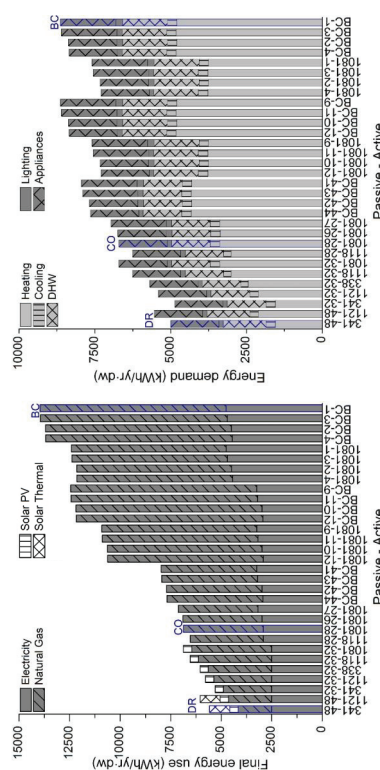 Electricity
Natural Gas
Solar PV
Solar Thermal
15000
12500
10000
7500
5000
2500
0
Final energy use (kWh/yr·dw)
DR
CO
BC
341-48
1121-48
341-32
1121-32
338-32
1118-32
1081-32
1118-28
1081-28
1081-26
1081-27
BC-44
BC-42
BC-43
BC-41
1081-12
1081-10
1081-11
1081-9
BC-12
BC-10
BC-11
BC-9
1081-4
1081-2
1081-3
1081-1
BC-4
BC-2
BC-3
BC-1
Passive - Active
Heating
Cooling
DHW
Lighting
Appliances
10000
7500
5000
2500
0
Energy demand (kWh/yr·dw)
DR
CO
BC
341-48
1121-48
341-32
1121-32
338-32
1118-32
1081-32
1118-28
1081-28
1081-26
1081-27
BC-44
BC-42
BC-43
BC-41
1081-12
1081-10
1081-11
1081-9
BC-12
BC-10
BC-11
BC-9
1081-4
1081-2
1081-3
1081-1
BC-4
BC-2
BC-3
BC-1
Passive - Active